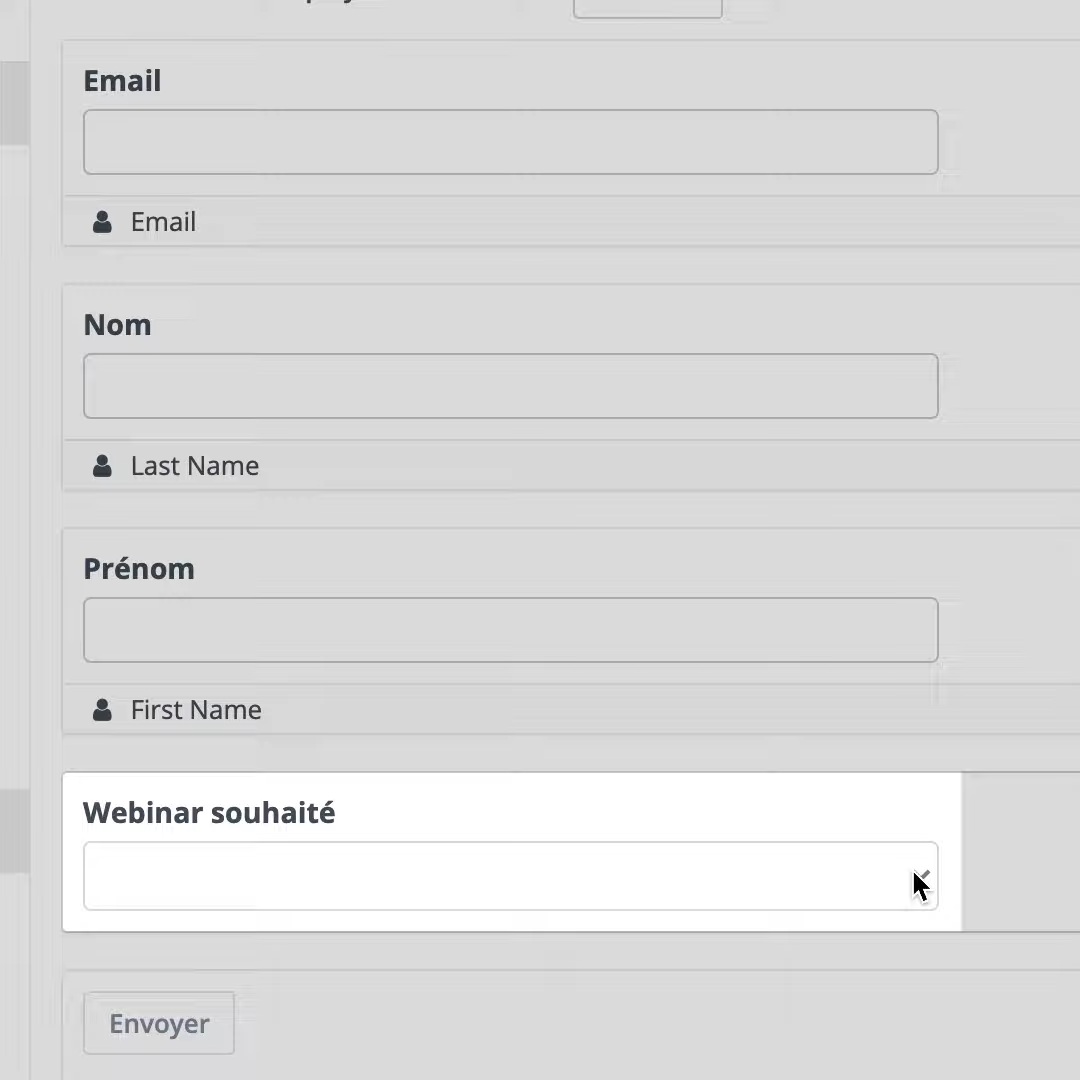 Email
Email
Nom
Last Name
Prénom
First Name
Webinar souhaité
Envoyer